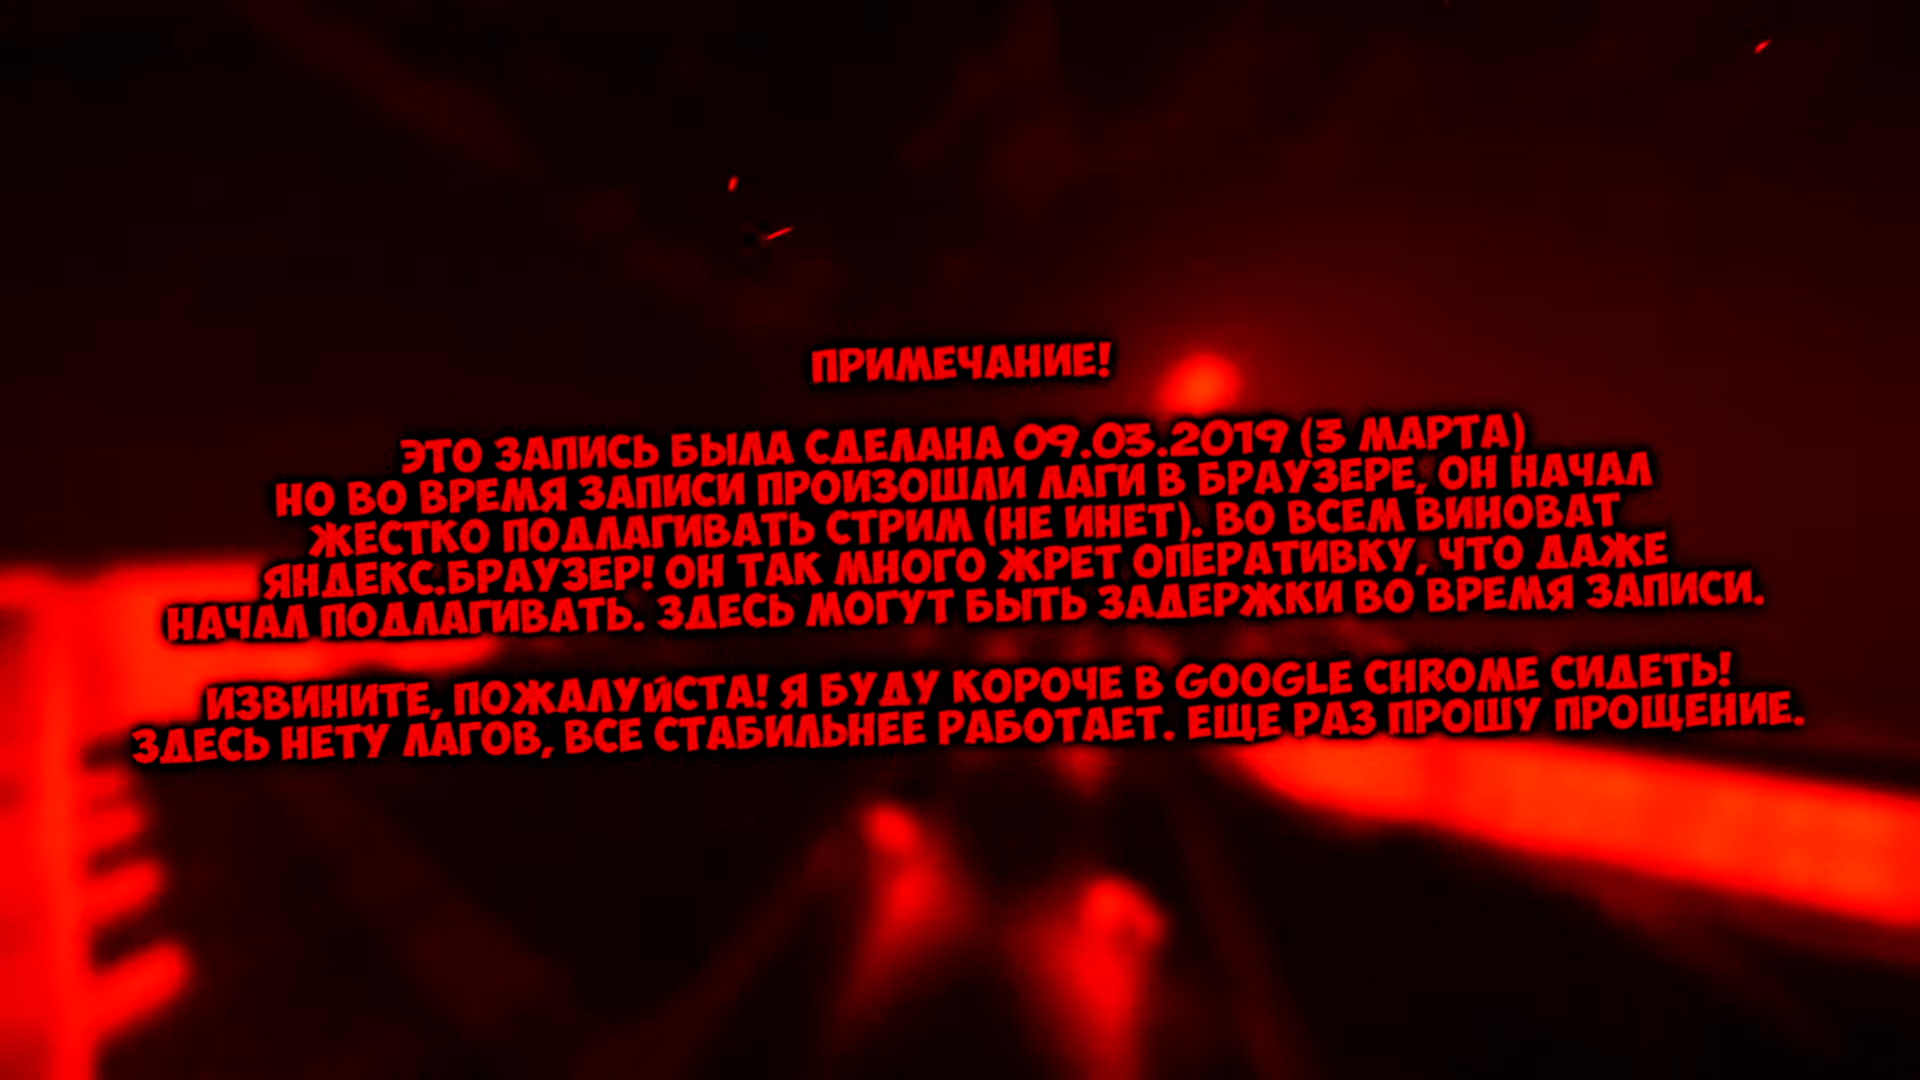 ПРИМЕЧАНИЕ!
ЭТО ЗАПИСЬ БЫЛА СДЕЛАНА 09.03.2019 (3 МАРТА)
НО ВО ВРЕМЯ ЗАПИСИ ПРОИЗОШЛИ ЛАГИ В БРАУЗЕРЕ, ОН НАЧАЛ
ЖЕСТКО ПОДЛАГИВАТЬ СТРИМ (НЕ ИНЕТ). ВО ВСЕМ ВИНОВАТ
ЯНДЕКС.БРАУЗЕР! ОН ТАК МНОГО ЖРЕТ ОПЕРАТИВКУ, ЧТО ДАЖЕ
НАЧАЛ ПОДЛАГИВАТЬ. ЗДЕСЬ МОГУТ БЫТЬ ЗАДЕРЖКИ ВО ВРЕМЯ ЗАПИСИ.
ИЗВИНИТЕ, ПОЖАЛУЙСТА! Я БУДУ КОРОЧЕ В GOOGLE CHROME СИДЕТЬ!
ЗДЕСЬ НЕТУ ЛАГОВ, ВСЕ СТАБИЛЬНЕЕ РАБОТАЕТ. ЕЩЕ РАЗ ПРОШУ ПРОЩЕНИЕ.